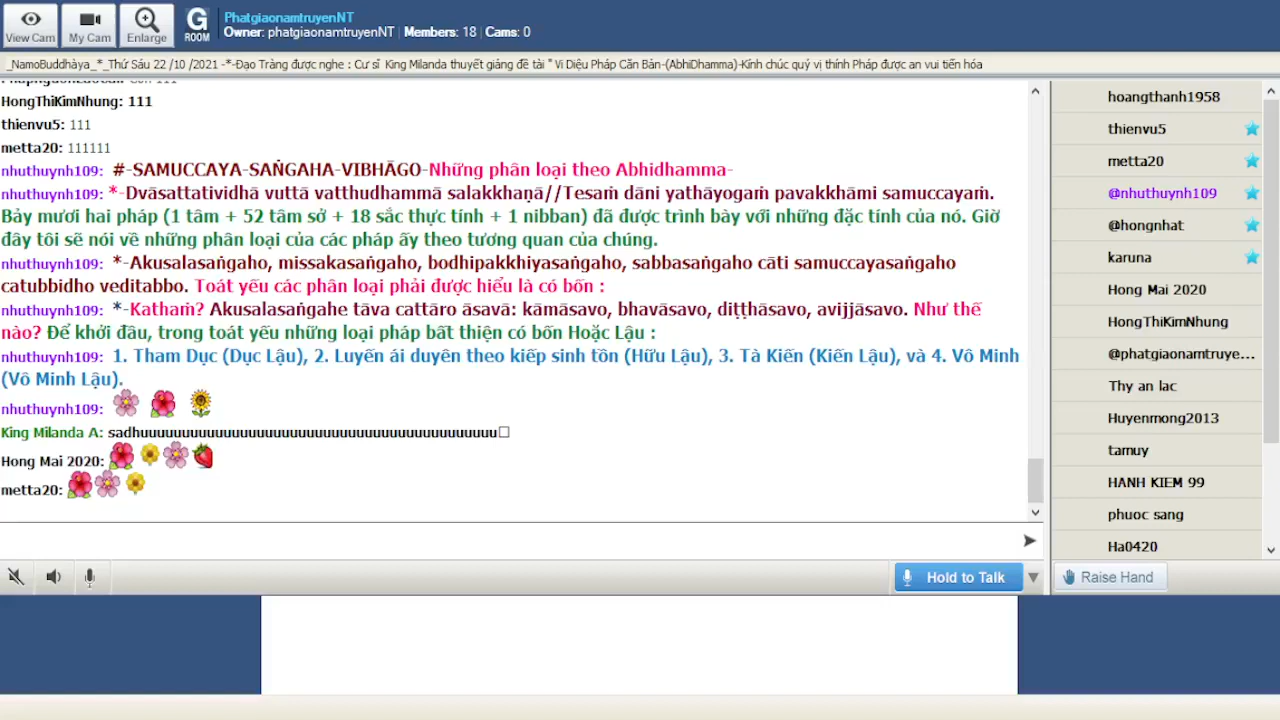 View Cam
My Cam
Enlarge
G
ROOM
PhatgiaonamtruyenNT
Owner: phatgiaonamtruyenNT | Members: 18 | Cams: 0
_NamoBuddhàya_*_Thứ Sáu 22 /10 /2021 -*-Đạo Tràng được nghe : Cư sĩ King Milanda thuyết giảng đề tài " Vi Diệu Pháp Căn Bản-(AbhiDhamma)-Kính chúc quý vị thính Pháp được an vui tiến hóa
HongThiKimNhung: 111
thienvu5: 111
metta20: 111111
nhuthuynh109: #-SAMUCCAYA-SAṄGAHA-VIBHĀGO-Những phân loại theo Abhidhamma-
nhuthuynh109: *-Dvāsattatividhā vuttā vatthudhammā salakkhaṇā//Tesaṁ dāni yathāyogaṁ pavakkhāmi samuccayaṁ.
Bảy mươi hai pháp (1 tâm + 52 tâm sở + 18 sắc thực tính + 1 nibban) đã được trình bày với những đặc tính của nó. Giờ
đây tôi sẽ nói về những phân loại của các pháp ấy theo tương quan của chúng.
nhuthuynh109: *-Akusalasaṅgaho, missakasaṅgaho, bodhipakkhiyasaṅgaho, sabbasaṅgaho cāti samuccayasaṅgaho
catubbidho veditabbo. Toát yếu các phân loại phải được hiểu là có bốn :
nhuthuynh109: *-Kathaṁ? Akusalasaṅgahe tāva cattāro āsavā: kāmāsavo, bhavāsavo, diṭṭhāsavo, avijjāsavo. Như thế
nào? Để khởi đầu, trong toát yếu những loại pháp bất thiện có bốn Hoặc Lậu :
nhuthuynh109: 1. Tham Dục (Dục Lậu), 2. Luyến ái duyên theo kiếp sinh tồn (Hữu Lậu), 3. Tà Kiến (Kiến Lậu), và 4. Vô Minh
(Vô Minh Lậu).
nhuthuynh109:
King Milanda A: sadhuuuuuuuuuuuuuuuuuuuuuuuuuuuuuuuuuuuuuuuuuuu
Hong Mai 2020:
metta20:
Hold to Talk
hoangthanh1958
thienvu5
metta20
@nhuthuynh109
@hongnhat
karuna
Hong Mai 2020
HongThiKimNhung
@phatgiaonamtruye...
Thy an lac
Huyenmong2013
tamuy
HANH KIEM 99
phuoc sang
Ha0420
Raise Hand